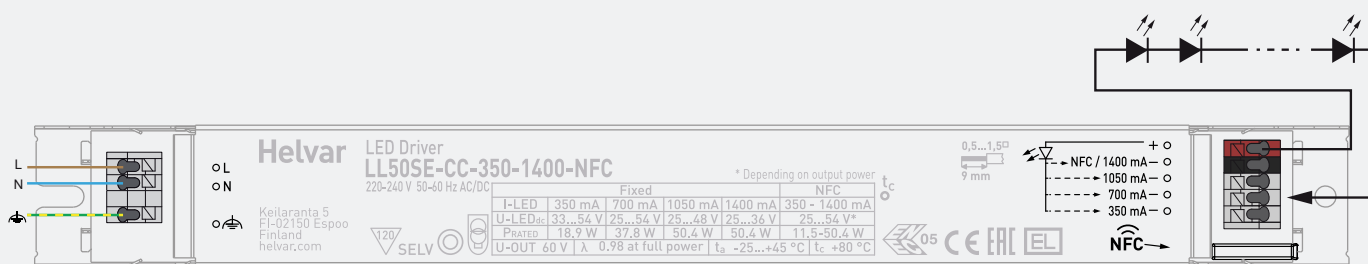 L
N
L
N
Helvar
LED Driver
LL50SE-CC-350-1400-NFC
220-240 V 50-60 Hz AC/DC
* Depending on output power
Keilaranta 5
FI-02150 Espoo
Finland
helvar.com
120
SELV
Fixed NFC
I-LED 350 mA 700 mA 1050 mA 1400 mA 350 - 1400 mA
U-LEDdc 33...54 V 25...54 V 25...48 V 25...36 V 25...54 V*
PRATED 18.9 W 37.8 W 50.4 W 50.4 W 11.5-50.4 W
U-OUT 60 V λ 0.98 at full power ta -25...+45 °C tc +80 °C
tc
0,5...1,5
9 mm
05
CE EAC EL
+
NFC / 1400 mA
1050 mA
700 mA
350 mA
NFC